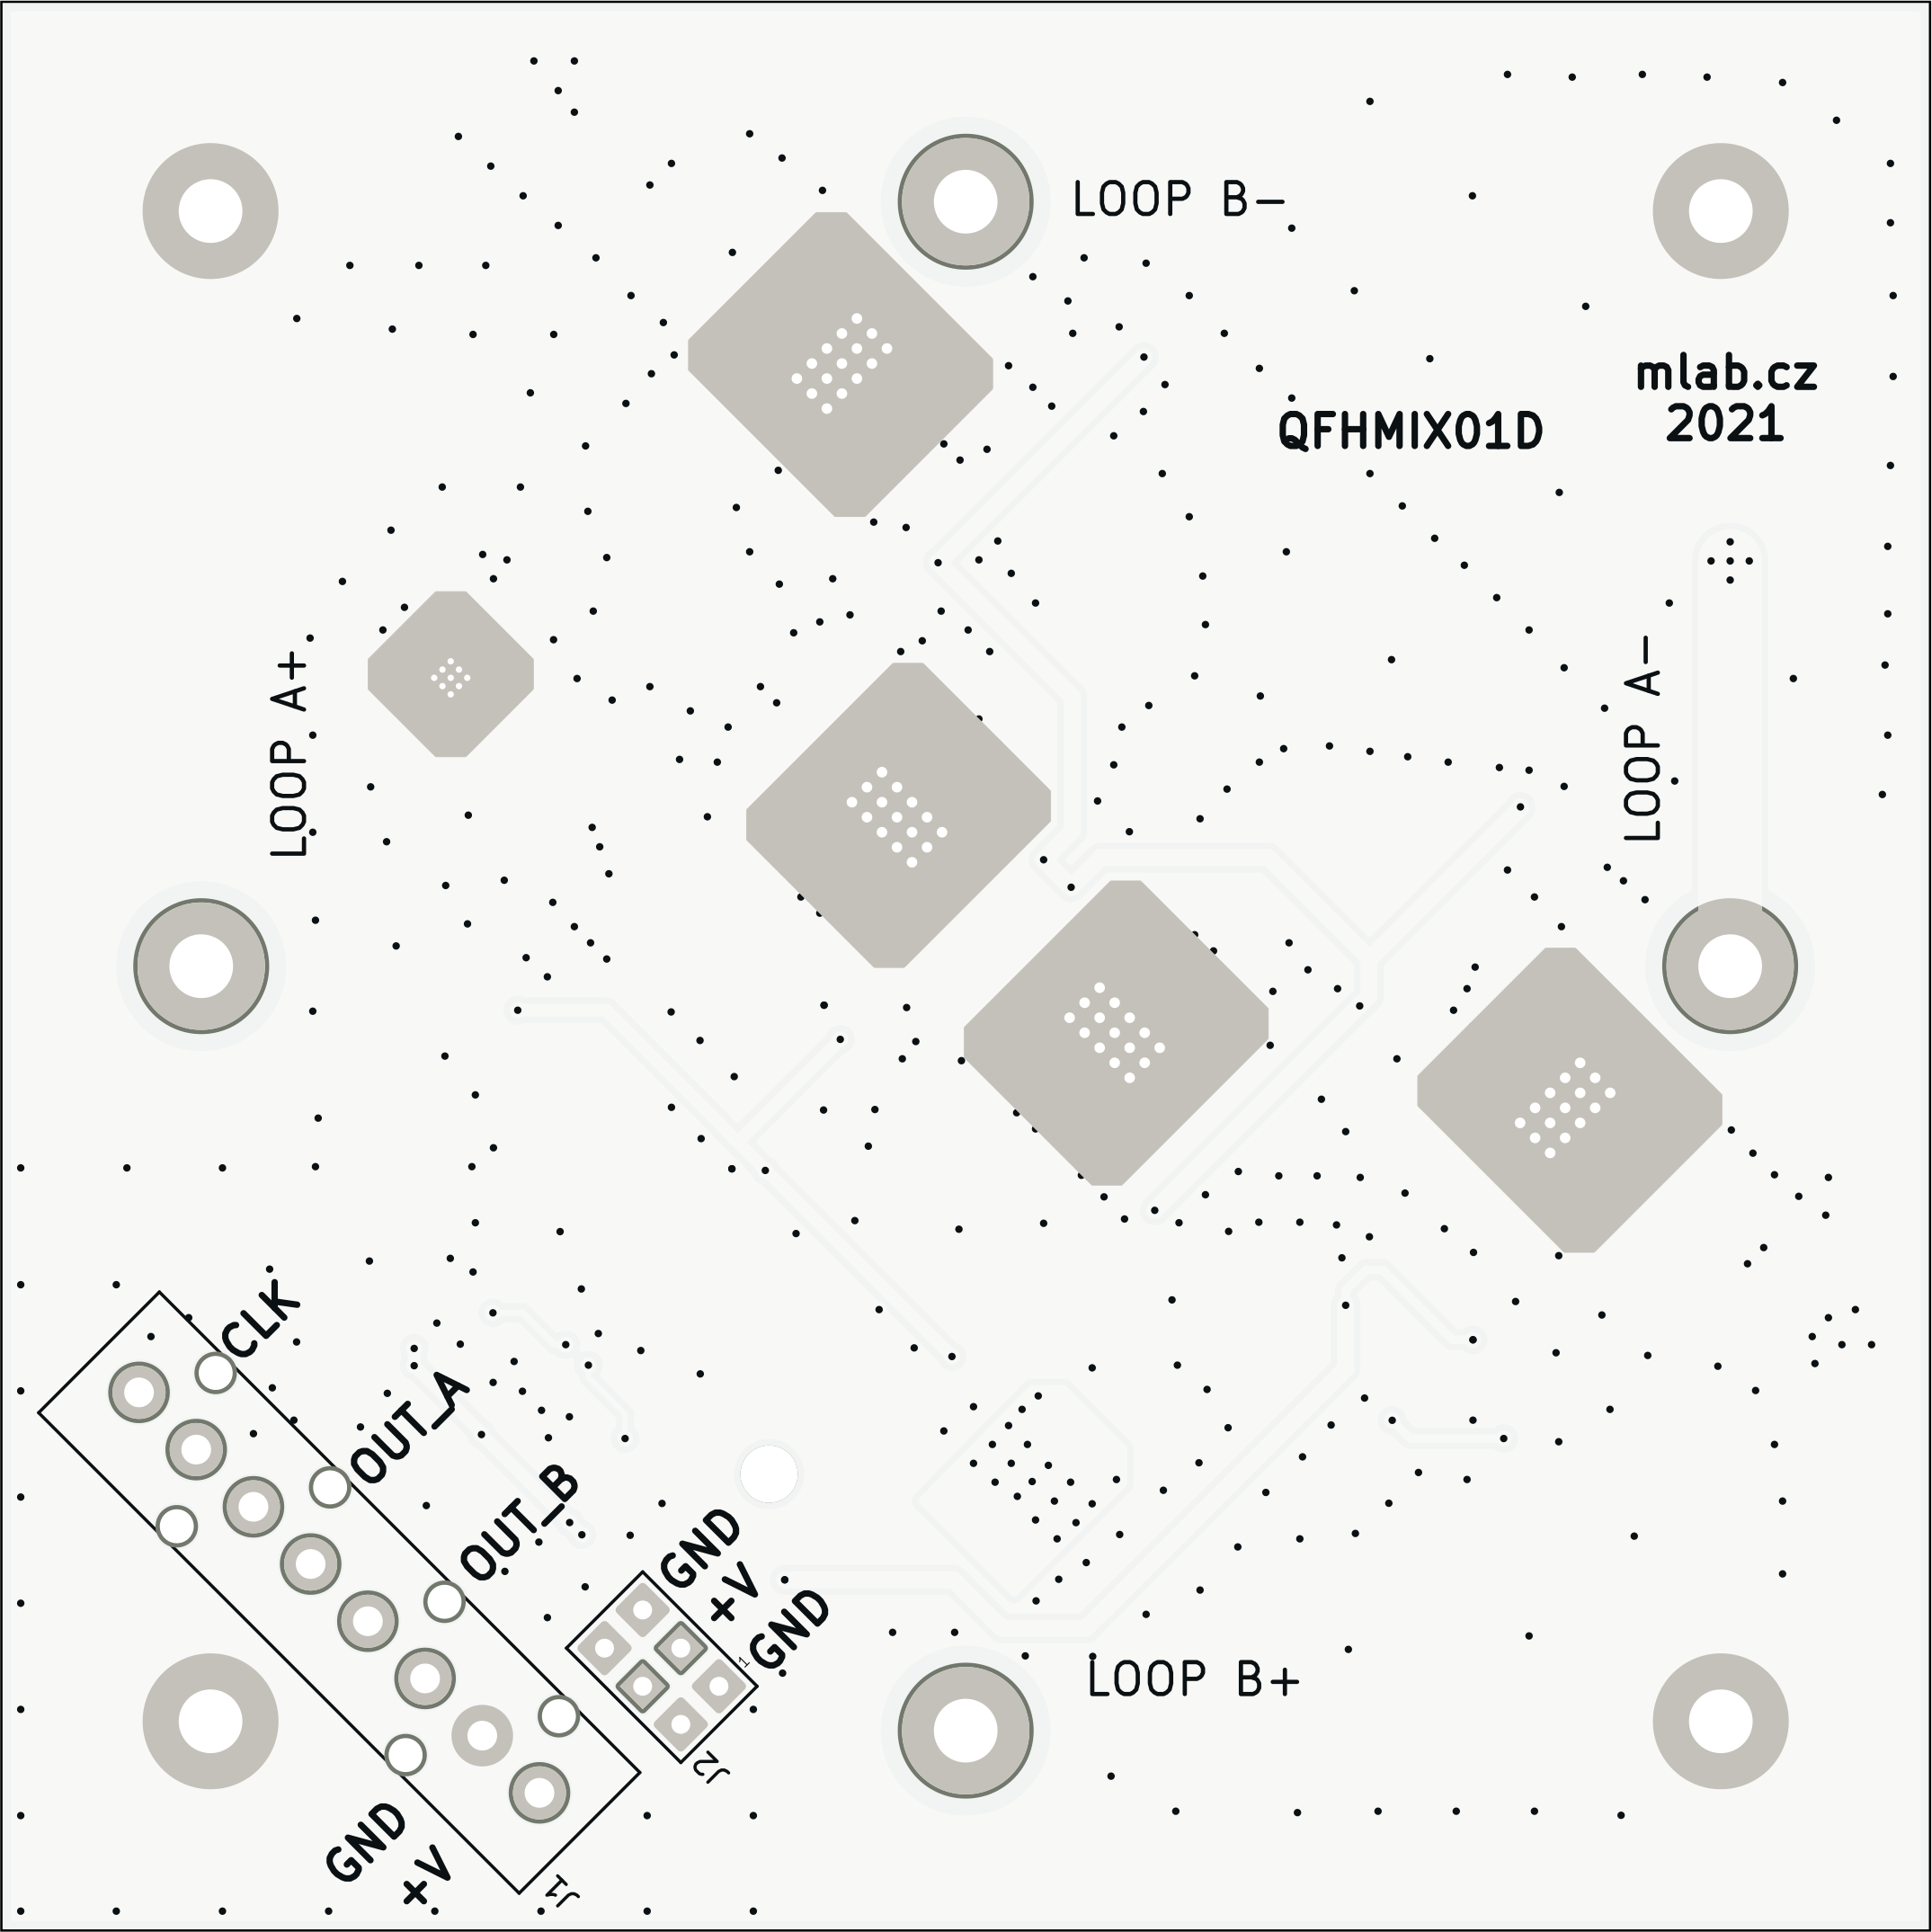 LOOP B-
mlab.cz
2021
QFHMIX01D
LOOP A+
LOOP A-
CLK
OUT_A
OUT_B
GND
+V
GND
1
J2
LOOP B+
GND
+V
J1